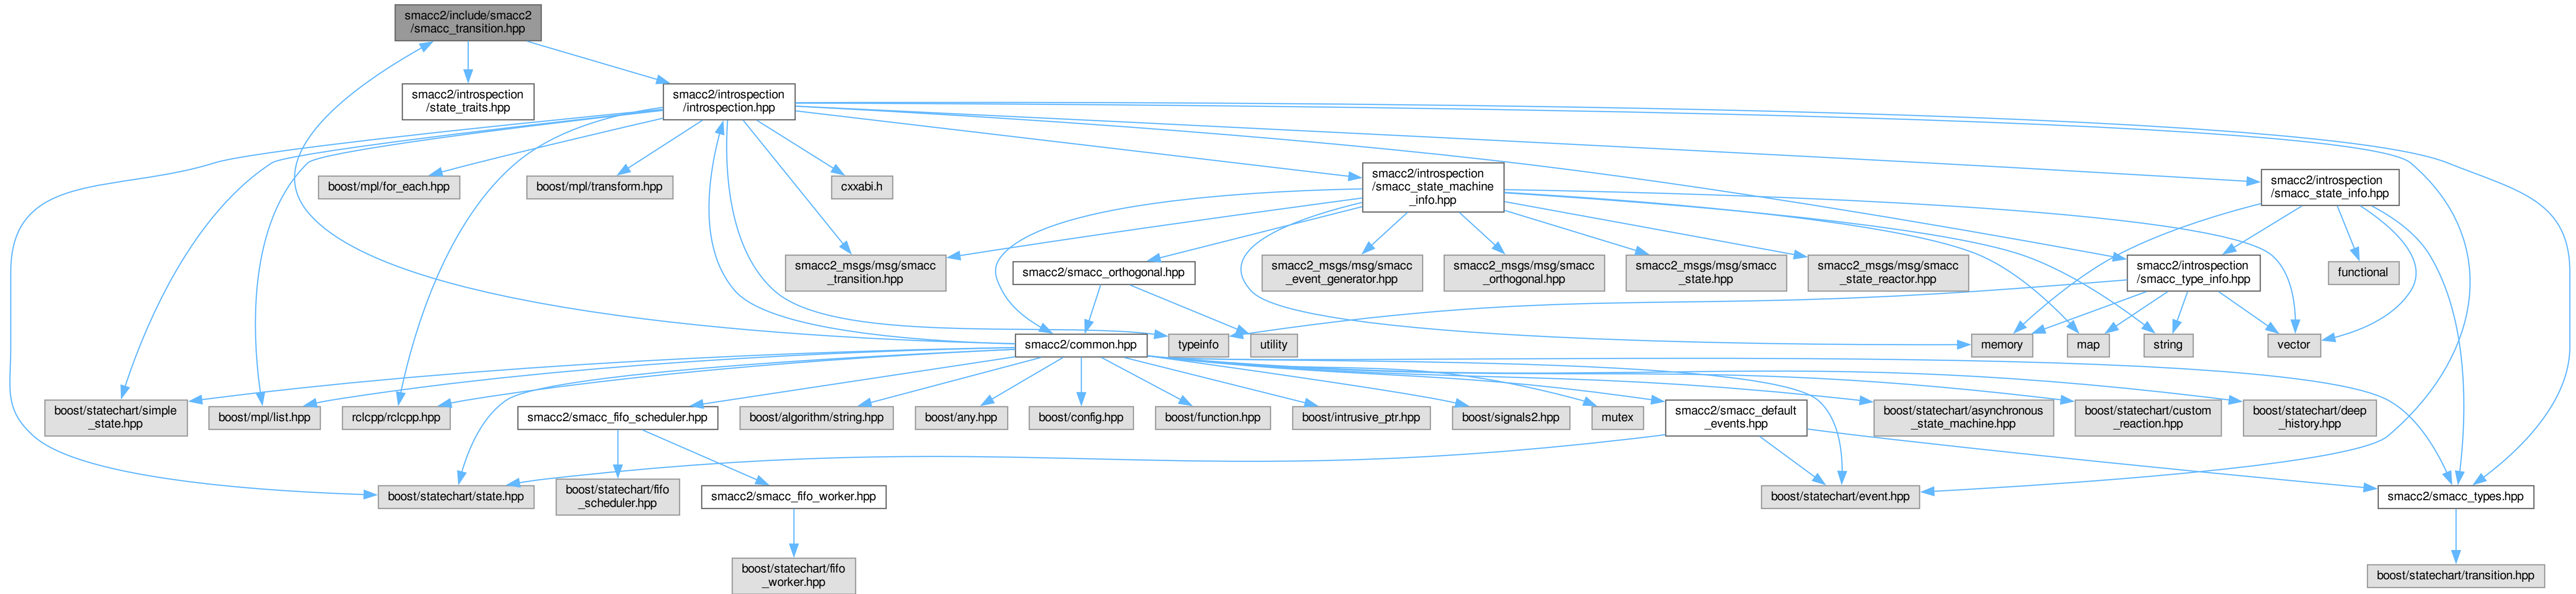 smacc2/include/smacc2
/smacc_transition.hpp
smacc2/introspection
/state_traits.hpp
smacc2/introspection
/introspection.hpp
boost/mpl/for_each.hpp
boost/mpl/transform.hpp
cxxabi.h
smacc2/introspection
/smacc_state_machine
_info.hpp
smacc2/introspection
/smacc_state_info.hpp
smacc2_msgs/msg/smacc
_transition.hpp
smacc2/smacc_orthogonal.hpp
smacc2_msgs/msg/smacc
_event_generator.hpp
smacc2_msgs/msg/smacc
_orthogonal.hpp
smacc2_msgs/msg/smacc
_state.hpp
smacc2_msgs/msg/smacc
_state_reactor.hpp
smacc2/introspection
/smacc_type_info.hpp
functional
smacc2/common.hpp
typeinfo
utility
memory
map
string
vector
boost/statechart/simple
_state.hpp
boost/mpl/list.hpp
rclcpp/rclcpp.hpp
smacc2/smacc_fifo_scheduler.hpp
boost/algorithm/string.hpp
boost/any.hpp
boost/config.hpp
boost/function.hpp
boost/intrusive_ptr.hpp
boost/signals2.hpp
mutex
smacc2/smacc_default
_events.hpp
boost/statechart/asynchronous
_state_machine.hpp
boost/statechart/custom
_reaction.hpp
boost/statechart/deep
_history.hpp
boost/statechart/state.hpp
boost/statechart/fifo
_scheduler.hpp
smacc2/smacc_fifo_worker.hpp
boost/statechart/event.hpp
smacc2/smacc_types.hpp
boost/statechart/fifo
_worker.hpp
boost/statechart/transition.hpp